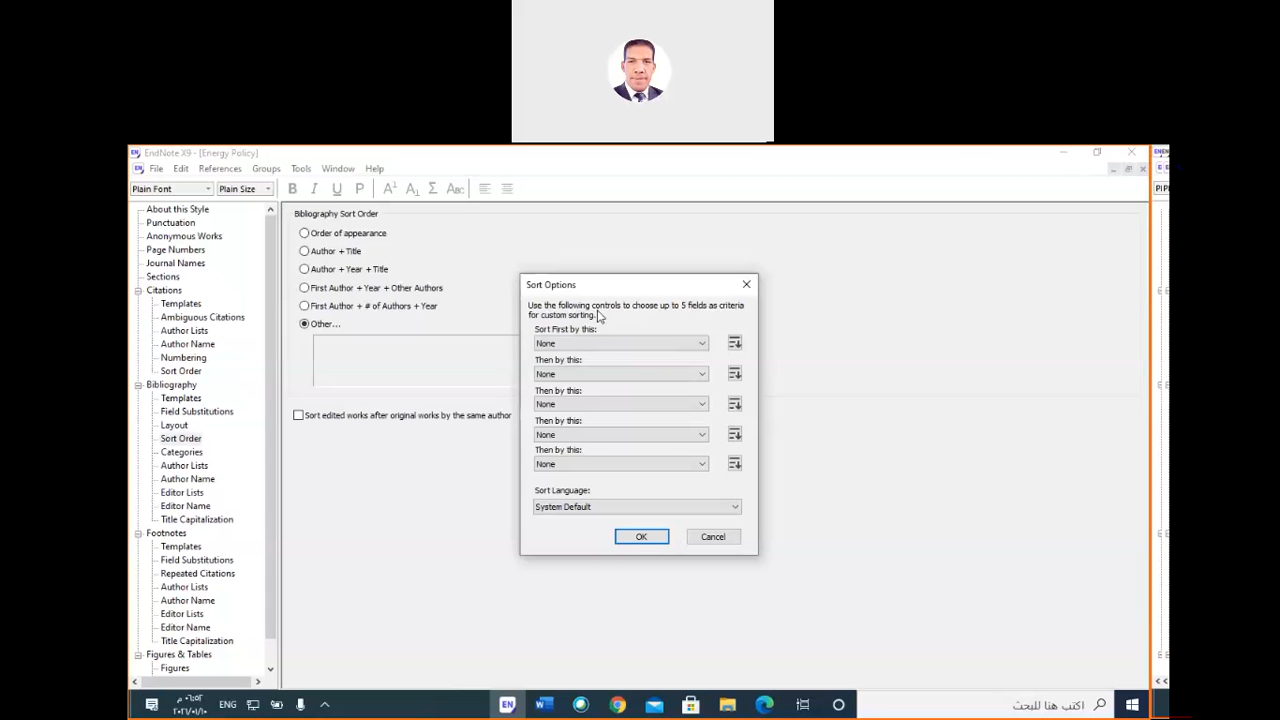 EndNote X9 - [Energy Policy]
File Edit References Groups Tools Window Help
Plain Font Plain Size B I U P A¹ A₁ Σ Abc
About this Style
Punctuation
Anonymous Works
Page Numbers
Journal Names
Sections
Citations
Templates
Ambiguous Citations
Author Lists
Author Name
Numbering
Sort Order
Bibliography
Templates
Field Substitutions
Layout
Sort Order
Categories
Author Lists
Author Name
Editor Lists
Editor Name
Title Capitalization
Footnotes
Templates
Field Substitutions
Repeated Citations
Author Lists
Author Name
Editor Lists
Editor Name
Title Capitalization
Figures & Tables
Figures
Bibliography Sort Order
Order of appearance
Author + Title
Author + Year + Title
First Author + Year + Other Authors
First Author + # of Authors + Year
Other...
Sort edited works after original works by the same author
Sort Options
Use the following controls to choose up to 5 fields as criteria
for custom sorting.
Sort First by this:
None
Then by this:
None
Then by this:
None
Then by this:
None
Then by this:
None
Sort Language:
System Default
OK Cancel
ENG
EN
اكتب هنا للبحث